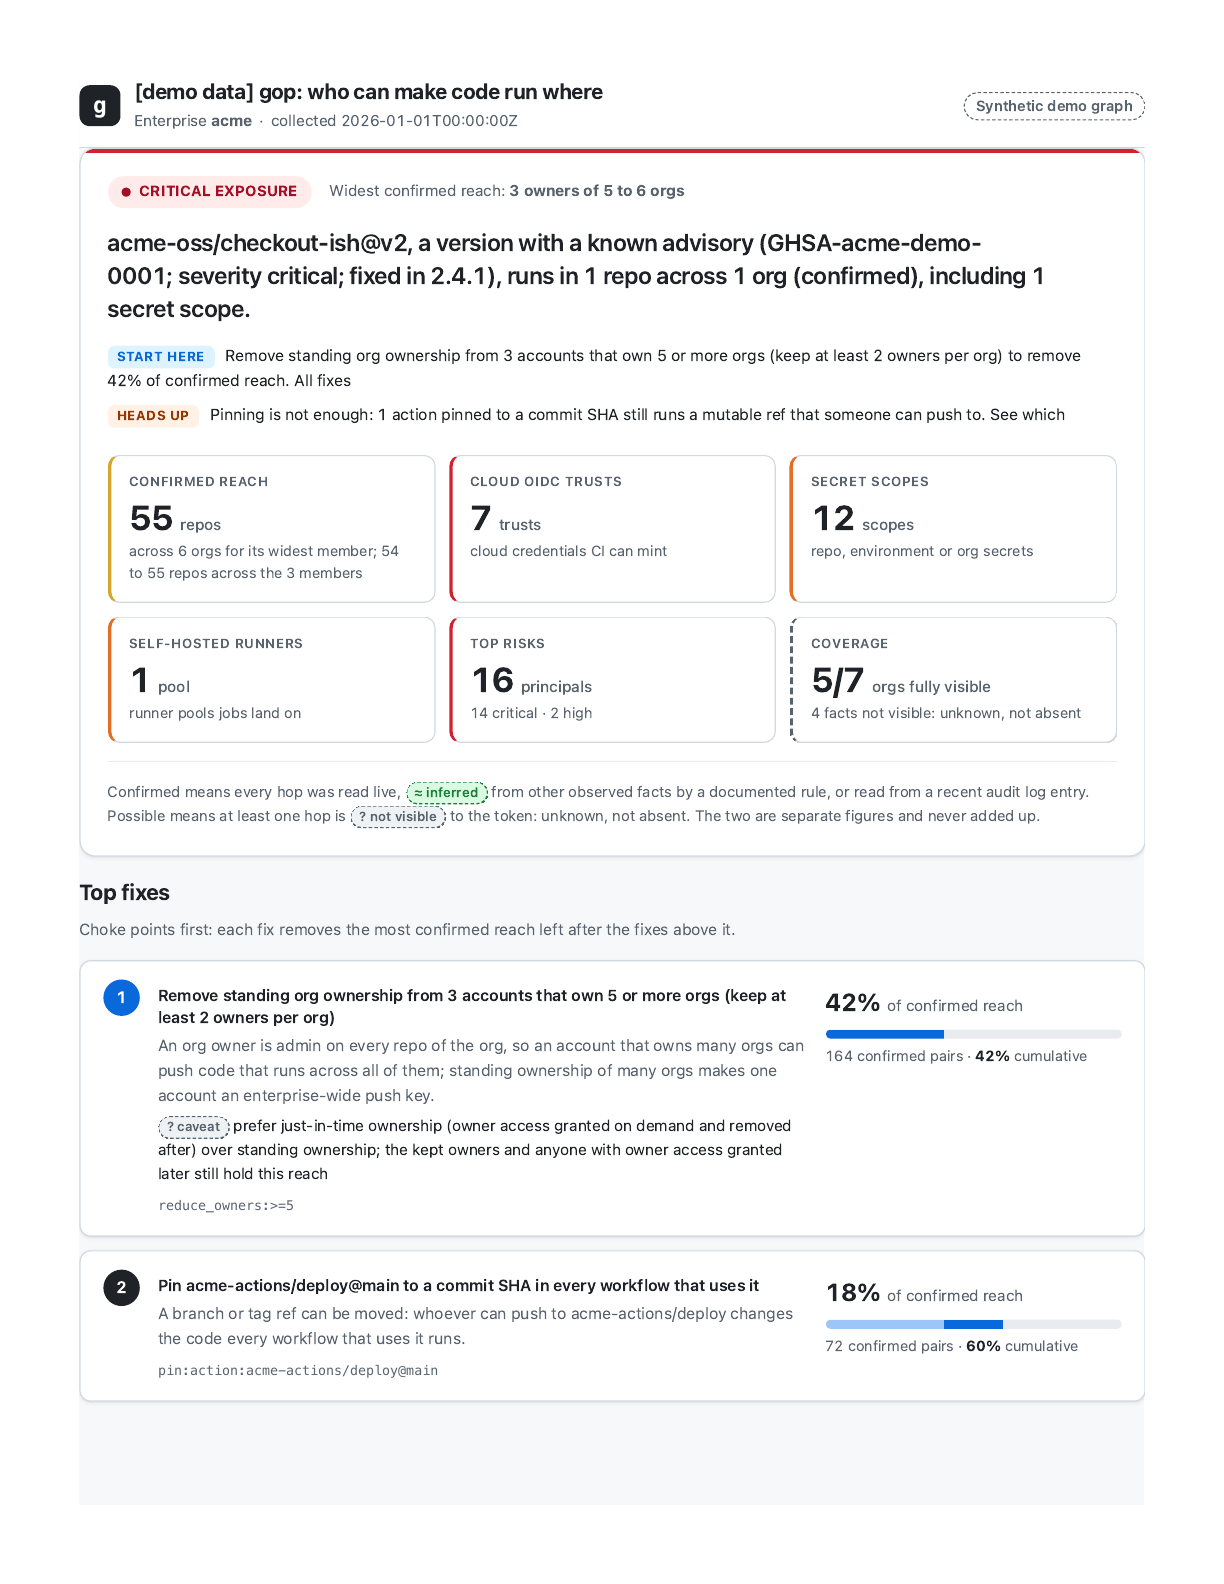 g
[demo data] gop: who can make code run where
Enterprise acme · collected 2026-01-01T00:00:00Z
Synthetic demo graph
CRITICAL EXPOSURE
Widest confirmed reach: 3 owners of 5 to 6 orgs
acme-oss/checkout-ish@v2, a version with a known advisory (GHSA-acme-demo-
0001; severity critical; fixed in 2.4.1), runs in 1 repo across 1 org (confirmed), including 1
secret scope.
START HERE Remove standing org ownership from 3 accounts that own 5 or more orgs (keep at least 2 owners per org) to remove
42% of confirmed reach. All fixes
HEADS UP Pinning is not enough: 1 action pinned to a commit SHA still runs a mutable ref that someone can push to. See which
CONFIRMED REACH
55 repos
across 6 orgs for its widest member; 54
to 55 repos across the 3 members
CLOUD OIDC TRUSTS
7 trusts
cloud credentials CI can mint
SECRET SCOPES
12 scopes
repo, environment or org secrets
SELF-HOSTED RUNNERS
1 pool
runner pools jobs land on
TOP RISKS
16 principals
14 critical · 2 high
COVERAGE
5/7 orgs fully visible
4 facts not visible: unknown, not absent
Confirmed means every hop was read live, ≈ inferred from other observed facts by a documented rule, or read from a recent audit log entry.
Possible means at least one hop is ? not visible to the token: unknown, not absent. The two are separate figures and never added up.
Top fixes
Choke points first: each fix removes the most confirmed reach left after the fixes above it.
1
Remove standing org ownership from 3 accounts that own 5 or more orgs (keep at
least 2 owners per org)
An org owner is admin on every repo of the org, so an account that owns many orgs can
push code that runs across all of them; standing ownership of many orgs makes one
account an enterprise-wide push key.
? caveat prefer just-in-time ownership (owner access granted on demand and removed
after) over standing ownership; the kept owners and anyone with owner access granted
later still hold this reach
reduce_owners:>=5
42% of confirmed reach
164 confirmed pairs · 42% cumulative
2
Pin acme-actions/deploy@main to a commit SHA in every workflow that uses it
A branch or tag ref can be moved: whoever can push to acme-actions/deploy changes
the code every workflow that uses it runs.
pin:action:acme-actions/deploy@main
18% of confirmed reach
72 confirmed pairs · 60% cumulative